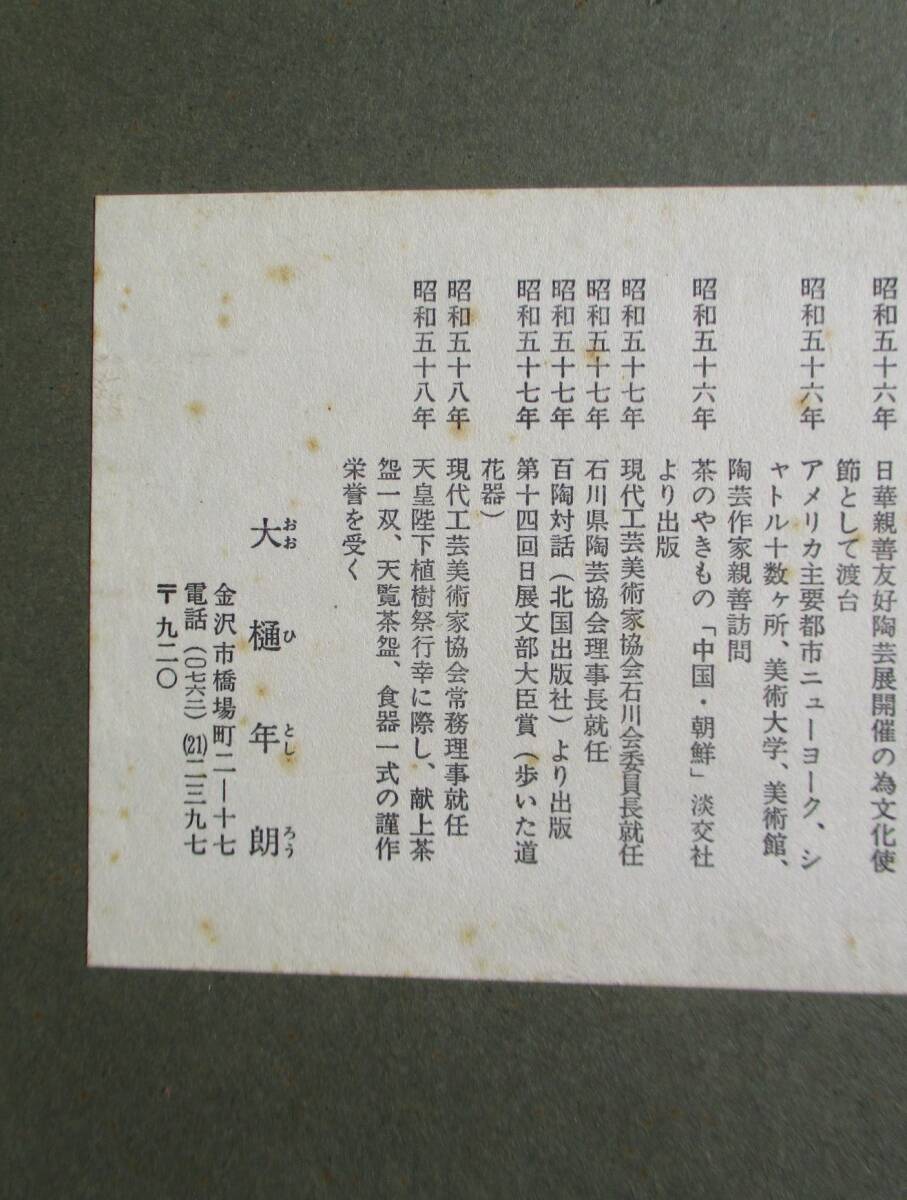 昭和五十六年　日華親善友好陶芸展開催の為文化使
節として渡台
昭和五十六年　アメリカ主要都市ニューヨーク、シ
ャトル十数ヶ所、美術大学、美術館、
陶芸作家親善訪問
昭和五十六年　茶のやきもの「中国・朝鮮」淡交社
より出版
昭和五十七年　現代工芸美術家協会石川会委員長就任
昭和五十七年　石川県陶芸協会理事長就任
昭和五十七年　百陶対話（北国出版社）より出版
昭和五十七年　第十四回日展文部大臣賞（歩いた道
花器）
昭和五十八年　現代工芸美術家協会常務理事就任
昭和五十八年　天皇陛下植樹祭行幸に際し、献上茶
盌一双、天覧茶盌、食器一式の謹作
栄誉を受く
おおひとしろう
大樋年朗
金沢市橋場町二―十七
電話（〇七六二）(21)二三九七
〒九二〇